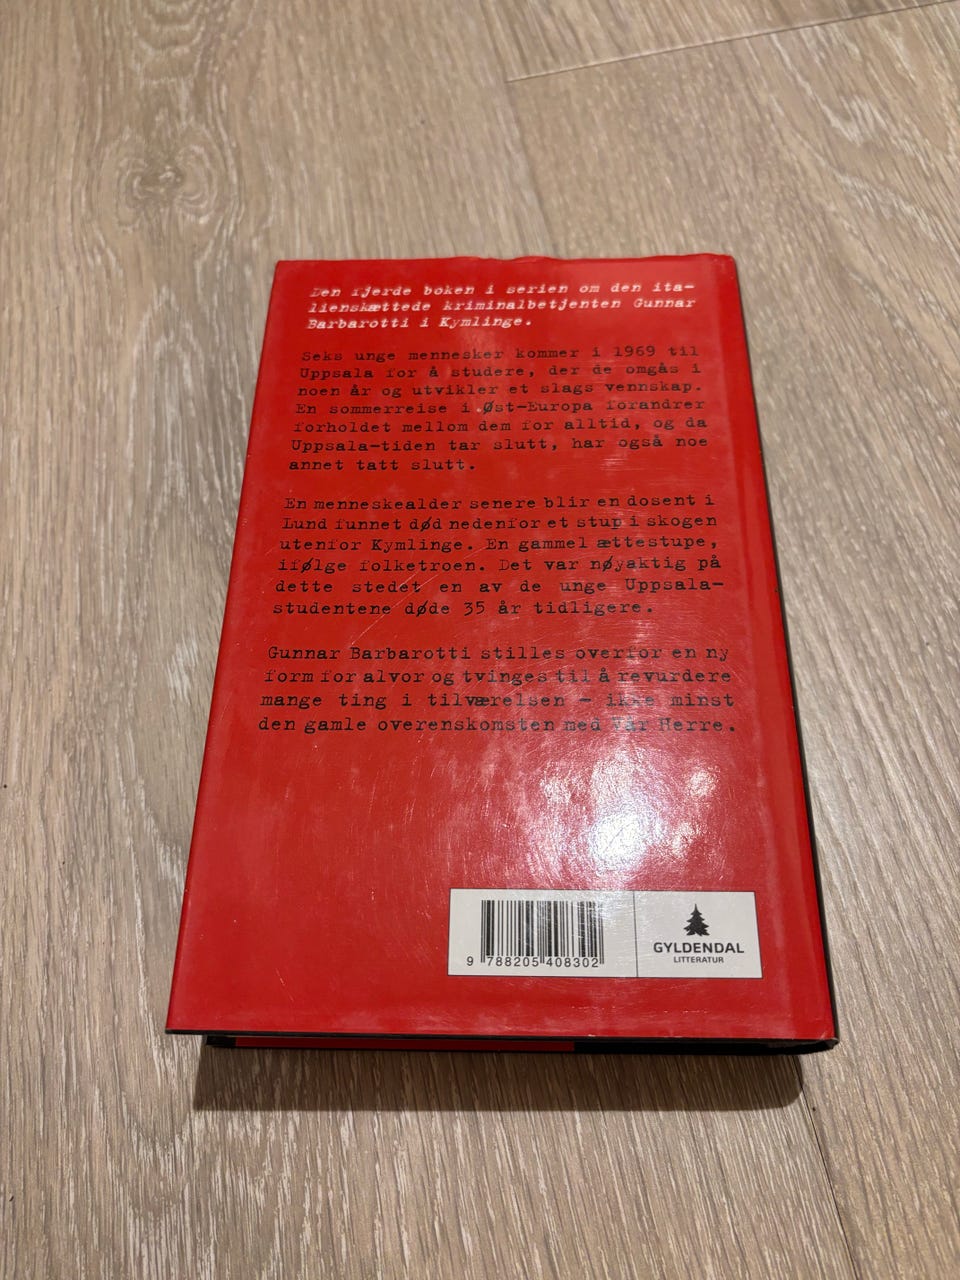 Den fjerde boken i serien om den ita-
lienskættede kriminalbetjenten Gunnar
Barbarotti i Kymlinge.
Seks unge mennesker kommer i 1969 til
Uppsala for å studere, der de omgås i
noen år og utvikler et slags vennskap.
En sommerreise i Øst-Europa forandrer
forholdet mellom dem for alltid, og da
Uppsala-tiden tar slutt, har også noe
annet tatt slutt.
En menneskealder senere blir en dosent i
Lund funnet død nedenfor et stup i skogen
utenfor Kymlinge. En gammel ættestupe,
ifølge folketroen. Det var nøyaktig på
dette stedet en av de unge Uppsala-
studentene døde 35 år tidligere.
Gunnar Barbarotti stilles overfor en ny
form for alvor og tvinges til å revurdere
mange ting i tilværelsen – ikke minst
den gamle overenskomsten med Vår Herre.
9 788205 408302
GYLDENDAL
LITTERATUR